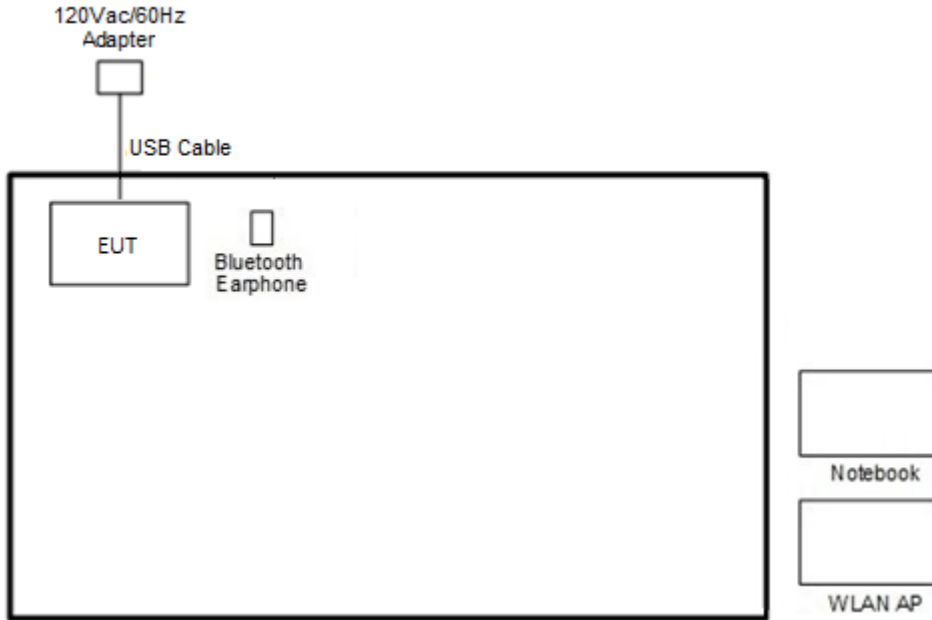 120Vac/60Hz
Adapter
USB Cable
EUT
Bluetooth
Earphone
Notebook
WLAN AP